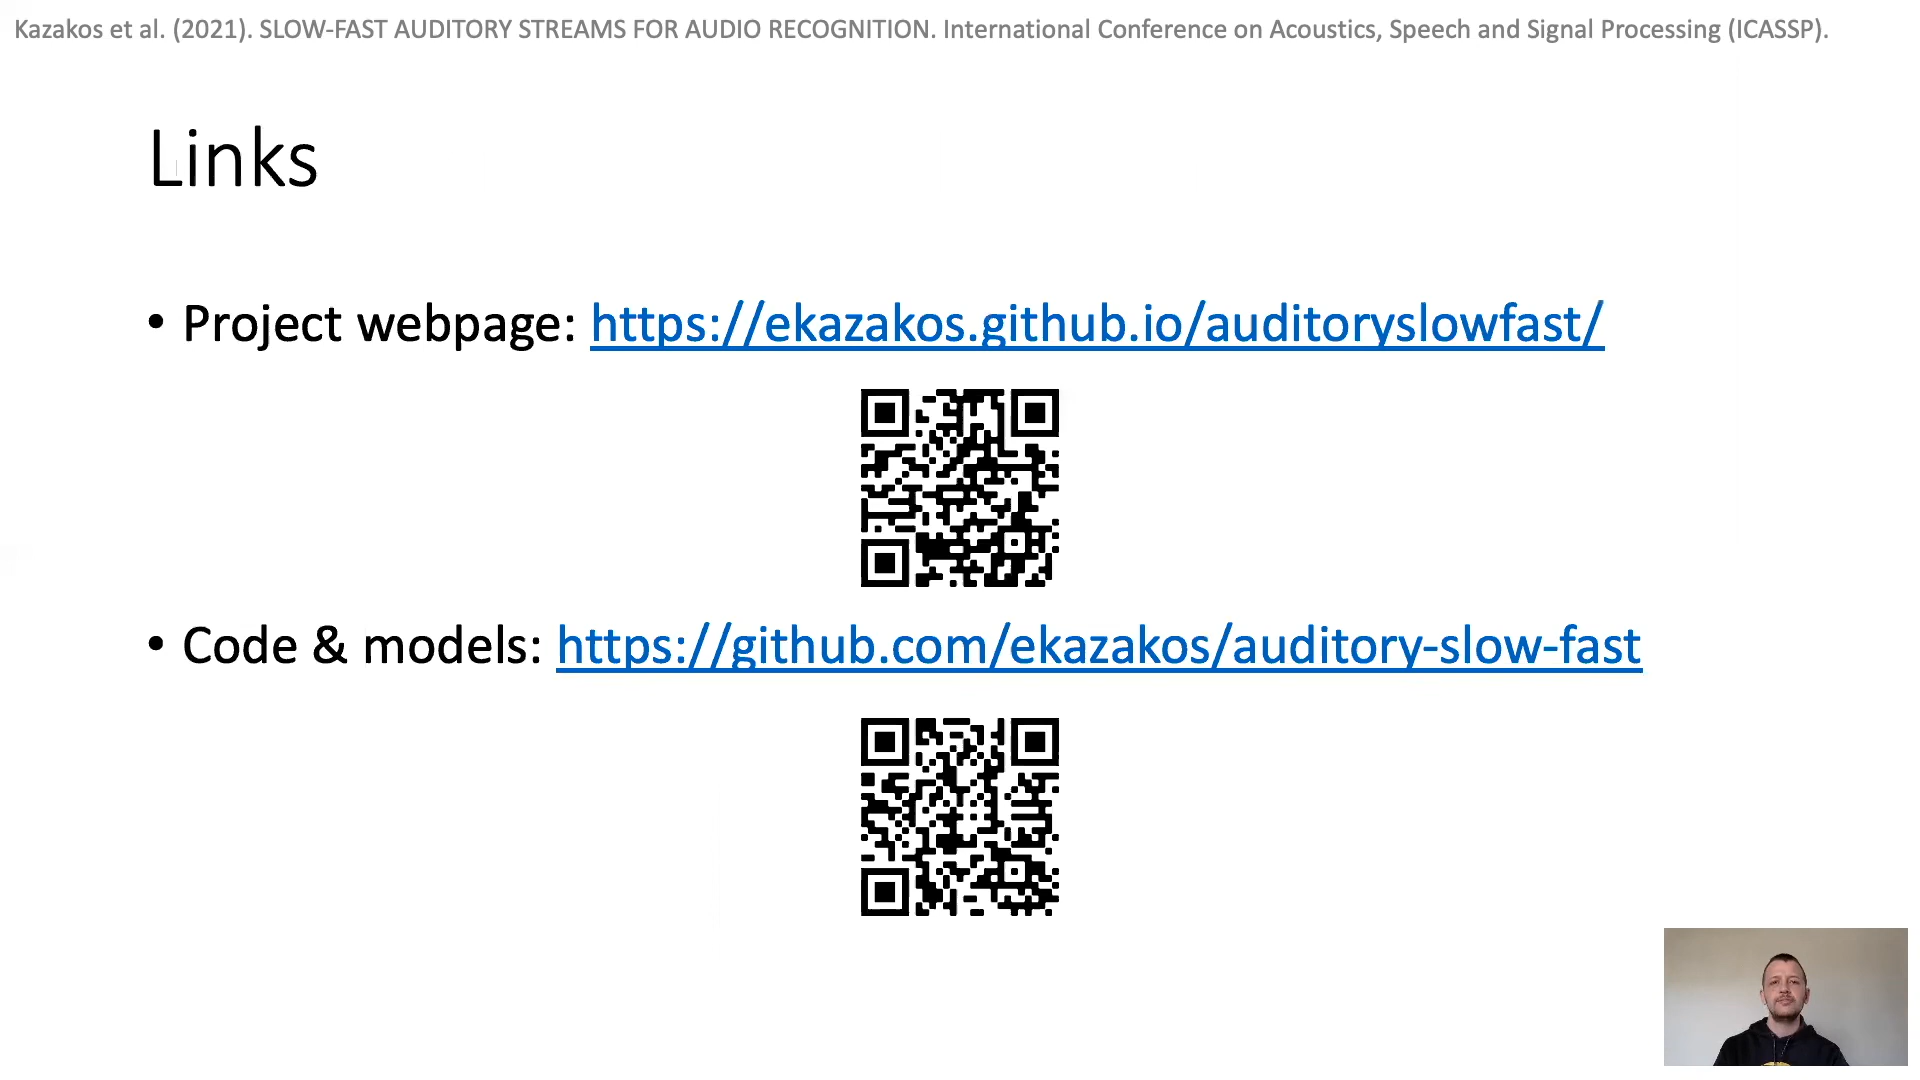 Kazakos et al. (2021). SLOW-FAST AUDITORY STREAMS FOR AUDIO RECOGNITION. International Conference on Acoustics, Speech and Signal Processing (ICASSP).
Links
• Project webpage: https://ekazakos.github.io/auditoryslowfast/
• Code & models: https://github.com/ekazakos/auditory-slow-fast